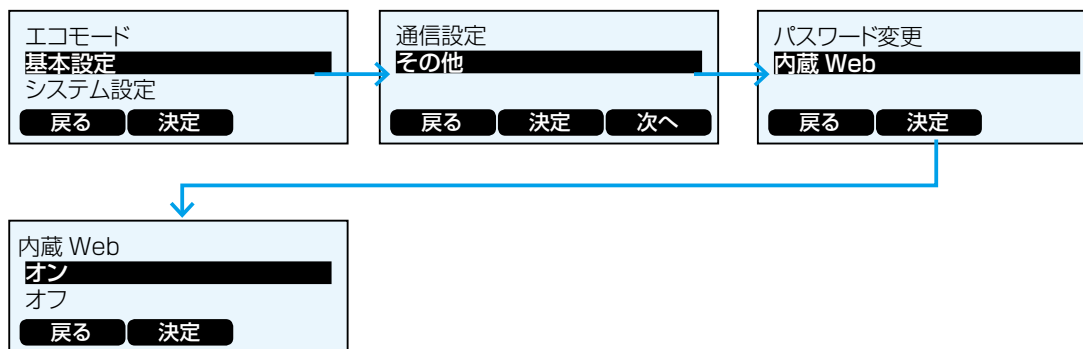 エコモード
基本設定
システム設定
戻る 決定
通信設定
その他
戻る 決定 次へ
パスワード変更
内蔵 Web
戻る 決定
内蔵 Web
オン
オフ
戻る 決定